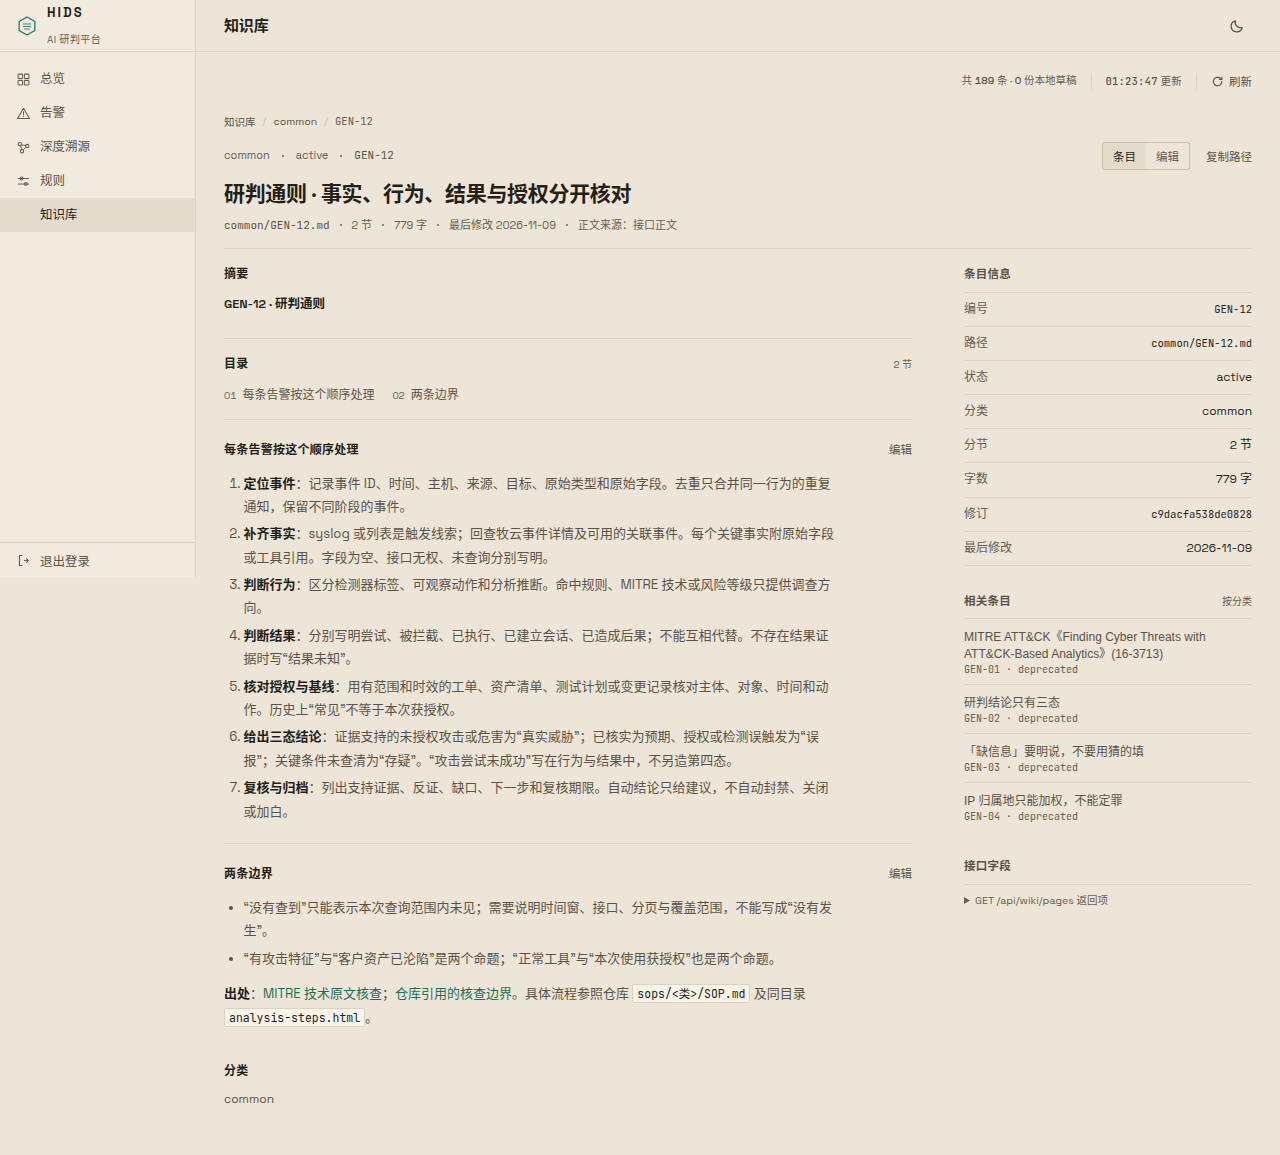 HIDS
AI 研判平台
总览
告警
深度溯源
规则
知识库
退出登录
知识库
共 189 条 · 0 份本地草稿
01:23:47 更新
刷新
知识库 / common / GEN-12
common · active · GEN-12
条目 编辑 复制路径
研判通则 · 事实、行为、结果与授权分开核对
common/GEN-12.md · 2 节 · 779 字 · 最后修改 2026-11-09 · 正文来源：接口正文
摘要
GEN-12 · 研判通则
目录 2 节
01 每条告警按这个顺序处理 02 两条边界
每条告警按这个顺序处理 编辑
1. 定位事件：记录事件 ID、时间、主机、来源、目标、原始类型和原始字段。去重只合并同一行为的重复
通知，保留不同阶段的事件。
2. 补齐事实：syslog 或列表是触发线索；回查牧云事件详情及可用的关联事件。每个关键事实附原始字段
或工具引用。字段为空、接口无权、未查询分别写明。
3. 判断行为：区分检测器标签、可观察动作和分析推断。命中规则、MITRE 技术或风险等级只提供调查方
向。
4. 判断结果：分别写明尝试、被拦截、已执行、已建立会话、已造成后果；不能互相代替。不存在结果证
据时写“结果未知”。
5. 核对授权与基线：用有范围和时效的工单、资产清单、测试计划或变更记录核对主体、对象、时间和动
作。历史上“常见”不等于本次获授权。
6. 给出三态结论：证据支持的未授权攻击或危害为“真实威胁”；已核实为预期、授权或检测误触发为“误
报”；关键条件未查清为“存疑”。“攻击尝试未成功”写在行为与结果中，不另造第四态。
7. 复核与归档：列出支持证据、反证、缺口、下一步和复核期限。自动结论只给建议，不自动封禁、关闭
或加白。
两条边界 编辑
• “没有查到”只能表示本次查询范围内未见；需要说明时间窗、接口、分页与覆盖范围，不能写成“没有发
生”。
• “有攻击特征”与“客户资产已沦陷”是两个命题；“正常工具”与“本次使用获授权”也是两个命题。
出处：MITRE 技术原文核查；仓库引用的核查边界。具体流程参照仓库 sops/<类>/SOP.md 及同目录
analysis-steps.html。
分类
common
条目信息
编号 GEN-12
路径 common/GEN-12.md
状态 active
分类 common
分节 2 节
字数 779 字
修订 c9dacfa538de0828
最后修改 2026-11-09
相关条目 按分类
MITRE ATT&CK《Finding Cyber Threats with
ATT&CK-Based Analytics》(16-3713)
GEN-01 · deprecated
研判结论只有三态
GEN-02 · deprecated
「缺信息」要明说，不要用猜的填
GEN-03 · deprecated
IP 归属地只能加权，不能定罪
GEN-04 · deprecated
接口字段
GET /api/wiki/pages 返回项